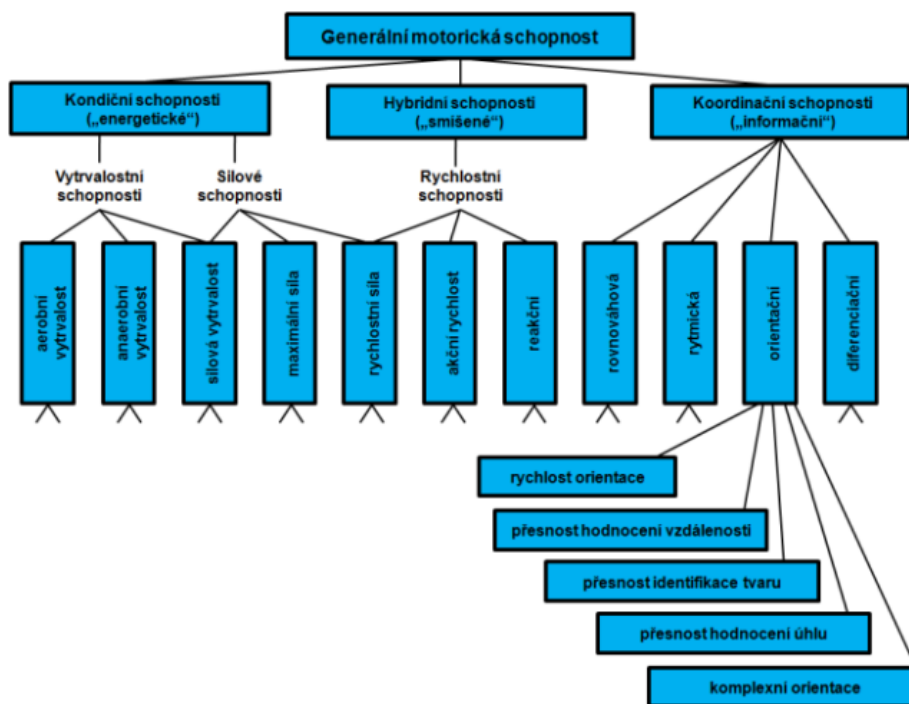 Generální motorická schopnost
Kondiční schopnosti
(„energetické“)
Hybridní schopnosti
(„smíšené“)
Koordinační schopnosti
(„informační“)
Vytrvalostní
schopnosti
Silové
schopnosti
Rychlostní
schopnosti
aerobní
vytrvalost
anaerobní
vytrvalost
silová vytrvalost
maximální síla
rychlostní síla
akční rychlost
reakční
rovnováhová
rytmická
orientační
diferenciační
rychlost orientace
přesnost hodnocení vzdálenosti
přesnost identifikace tvaru
přesnost hodnocení úhlu
komplexní orientace